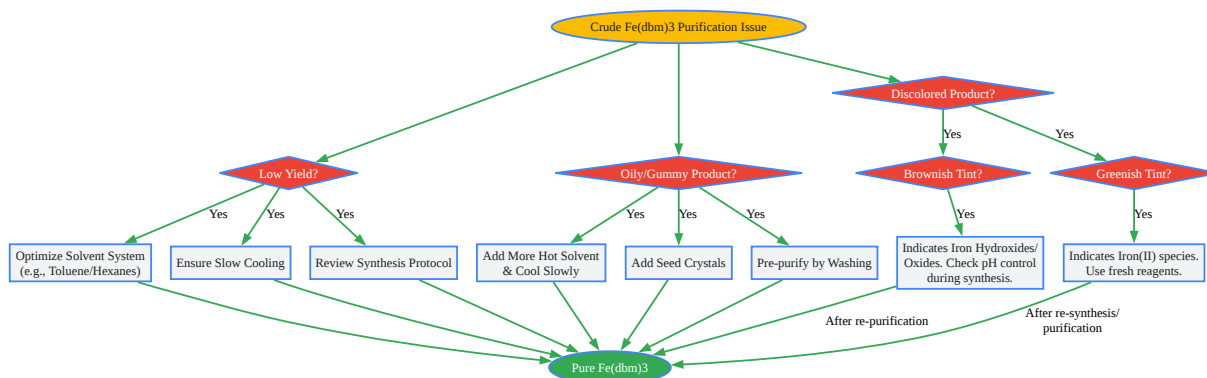 Crude Fe(dbm)3 Purification Issue
Discolored Product?
Yes
Yes
Low Yield?
Oily/Gummy Product?
Brownish Tint?
Greenish Tint?
Yes
Yes
Yes
Yes
Yes
Yes
Yes
Yes
Optimize Solvent System
(e.g., Toluene/Hexanes)
Ensure Slow Cooling
Review Synthesis Protocol
Add More Hot Solvent
& Cool Slowly
Add Seed Crystals
Pre-purify by Washing
Indicates Iron Hydroxides/
Oxides. Check pH control
during synthesis.
Indicates Iron(II) species.
Use fresh reagents.
After re-purification
After re-synthesis/
purification
Pure Fe(dbm)3